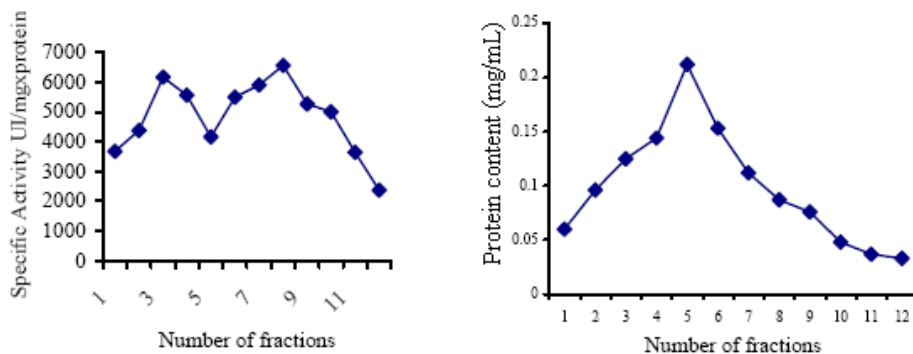 Specific Activity UI/mgxprotein
7000
6000
5000
4000
3000
2000
1000
0
1 3 5 7 9 11
Number of fractions
Protein content (mg/mL)
0.25
0.2
0.15
0.1
0.05
0
1 2 3 4 5 6 7 8 9 10 11 12
Number of fractions